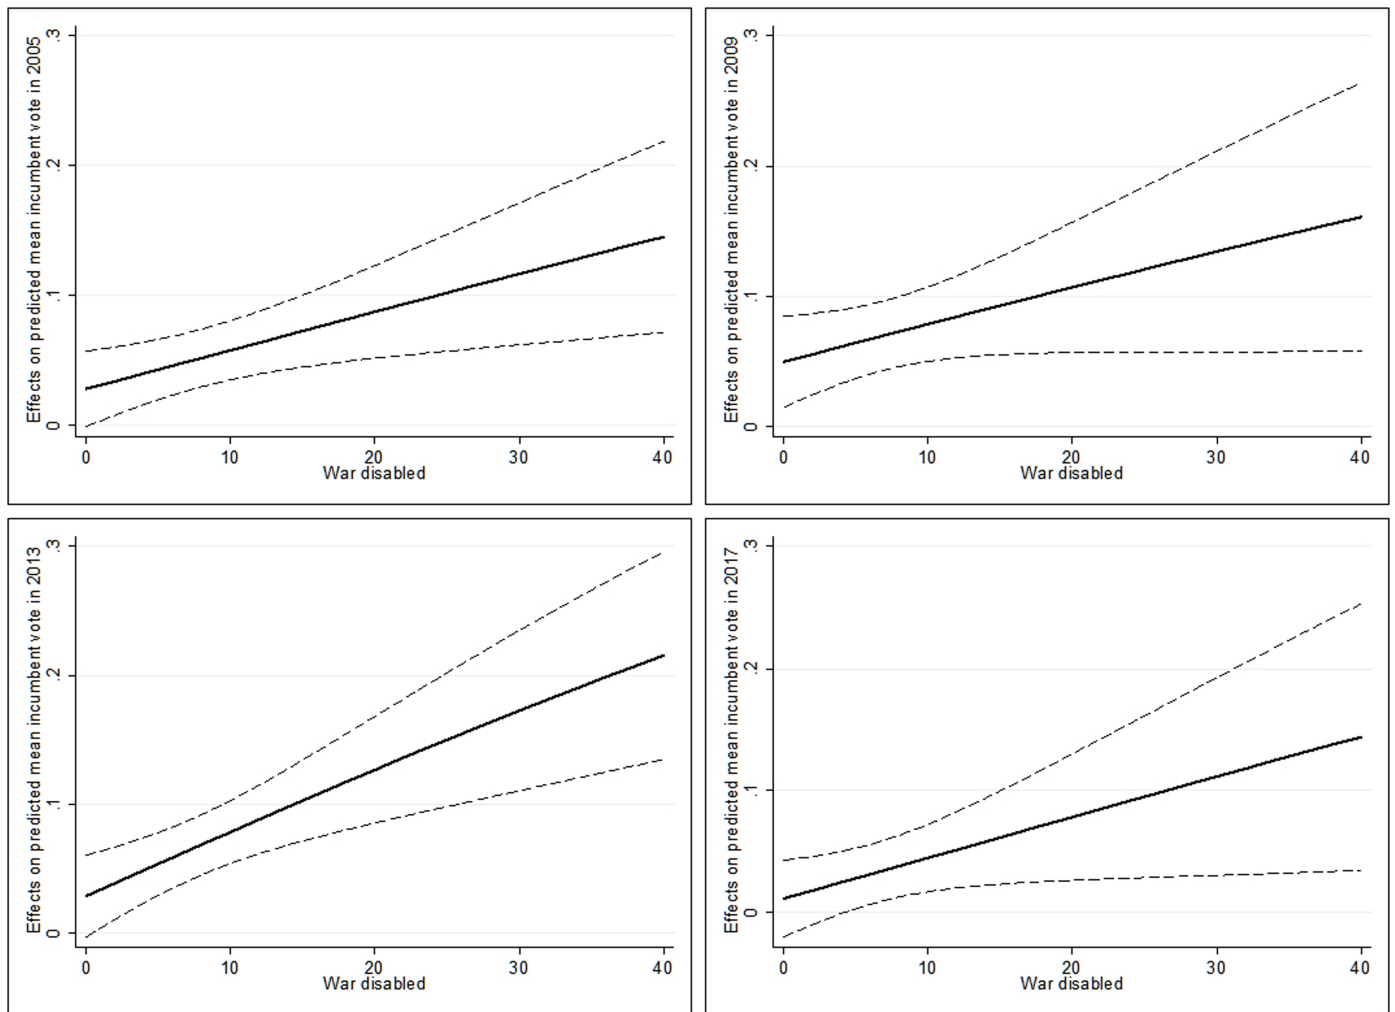 Effects on predicted mean incumbent vote in 2005
.3
.2
.1
0
0 10 20 30 40
War disabled
Effects on predicted mean incumbent vote in 2009
.3
.2
.1
0
0 10 20 30 40
War disabled
Effects on predicted mean incumbent vote in 2013
.3
.2
.1
0
0 10 20 30 40
War disabled
Effects on predicted mean incumbent vote in 2017
.3
.2
.1
0
0 10 20 30 40
War disabled